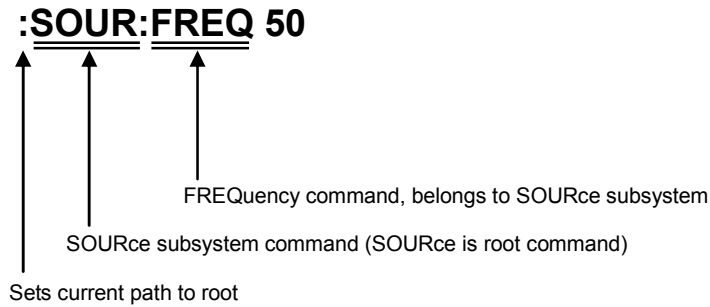 :SOUR:FREQ 50
FREQuency command, belongs to SOURce subsystem
SOURce subsystem command (SOURce is root command)
Sets current path to root